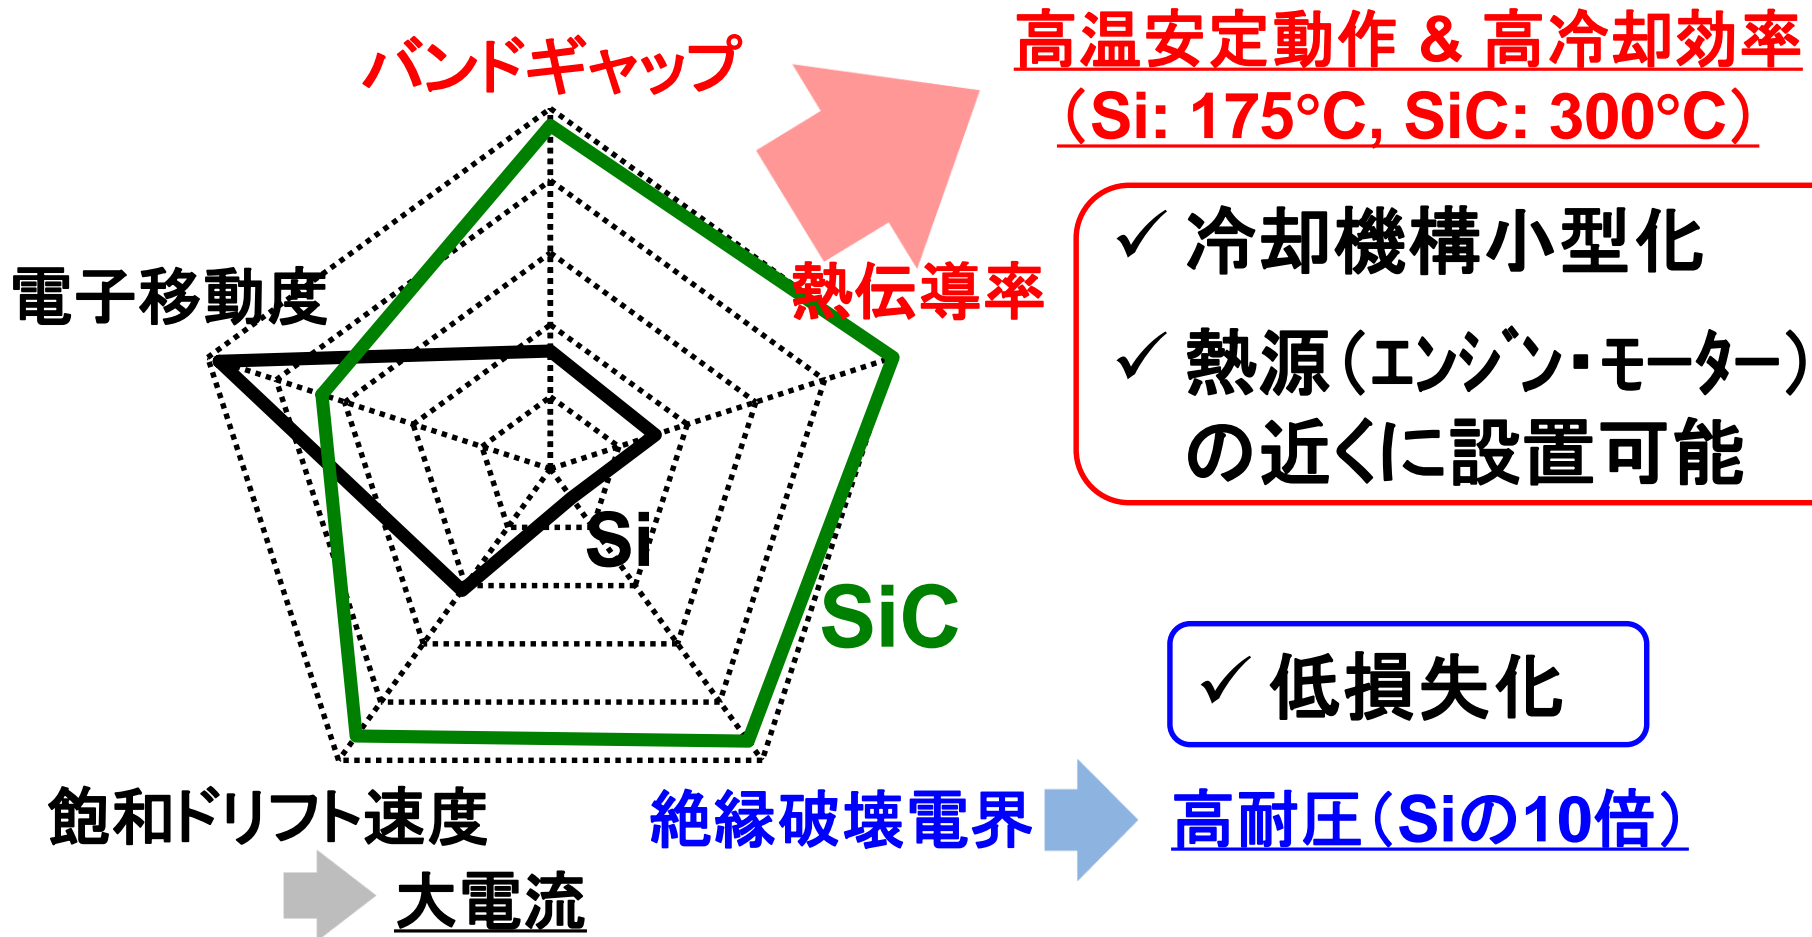 バンドギャップ
高温安定動作 & 高冷却効率
（Si: 175°C, SiC: 300°C）
電子移動度
熱伝導率
✓ 冷却機構小型化
✓ 熱源（ｴﾝｼﾞﾝ・ﾓｰﾀｰ）
の近くに設置可能
Si
SiC
✓ 低損失化
飽和ドリフト速度
絶縁破壊電界
高耐圧（Siの10倍）
大電流